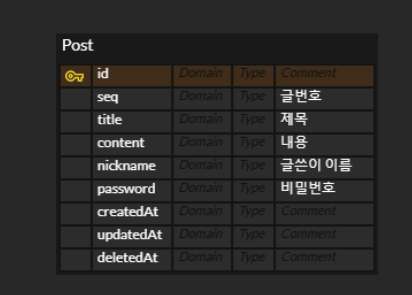 Post
id Domain Type Comment
seq Domain Type 글번호
title Domain Type 제목
content Domain Type 내용
nickname Domain Type 글쓴이 이름
password Domain Type 비밀번호
createdAt Domain Type Comment
updatedAt Domain Type Comment
deletedAt Domain Type Comment